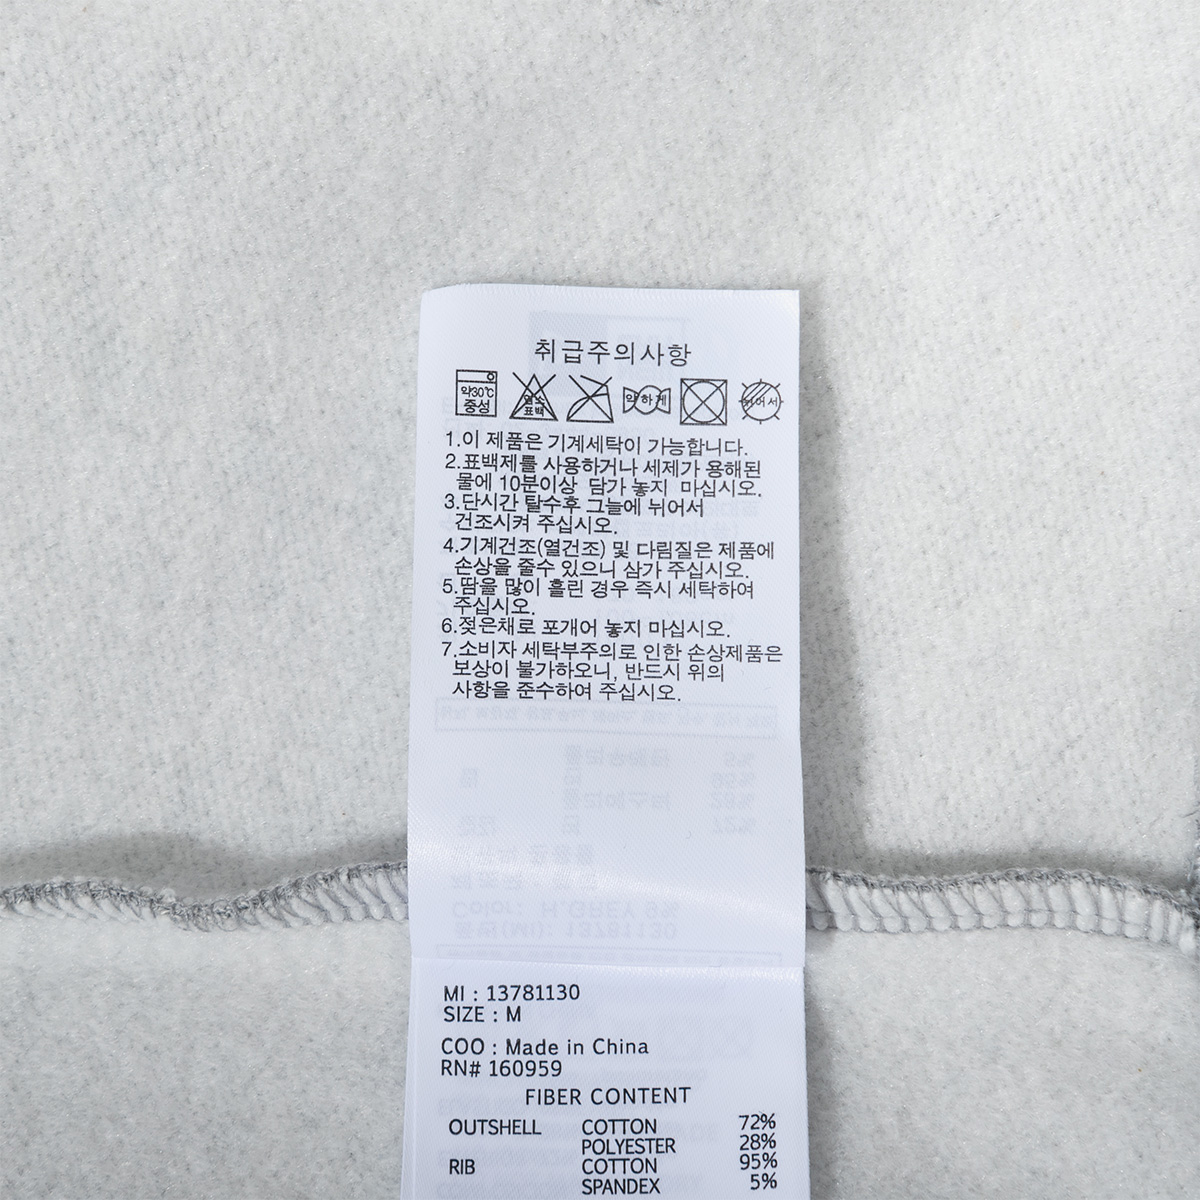 취급주의사항
약30℃
중성
염소
표백
약하게
뉘어서
1.이 제품은 기계세탁이 가능합니다.
2.표백제를 사용하거나 세제가 용해된
물에 10분이상 담가 놓지 마십시오.
3.단시간 탈수후 그늘에 뉘어서
건조시켜 주십시오.
4.기계건조(열건조) 및 다림질은 제품에
손상을 줄수 있으니 삼가 주십시오.
5.땀을 많이 흘린 경우 즉시 세탁하여
주십시오.
6.젖은채로 포개어 놓지 마십시오.
7.소비자 세탁부주의로 인한 손상제품은
보상이 불가하오니, 반드시 위의
사항을 준수하여 주십시오.
MI : 13781130
SIZE : M
COO : Made in China
RN# 160959
FIBER CONTENT
OUTSHELL COTTON 72%
POLYESTER 28%
RIB COTTON 95%
SPANDEX 5%